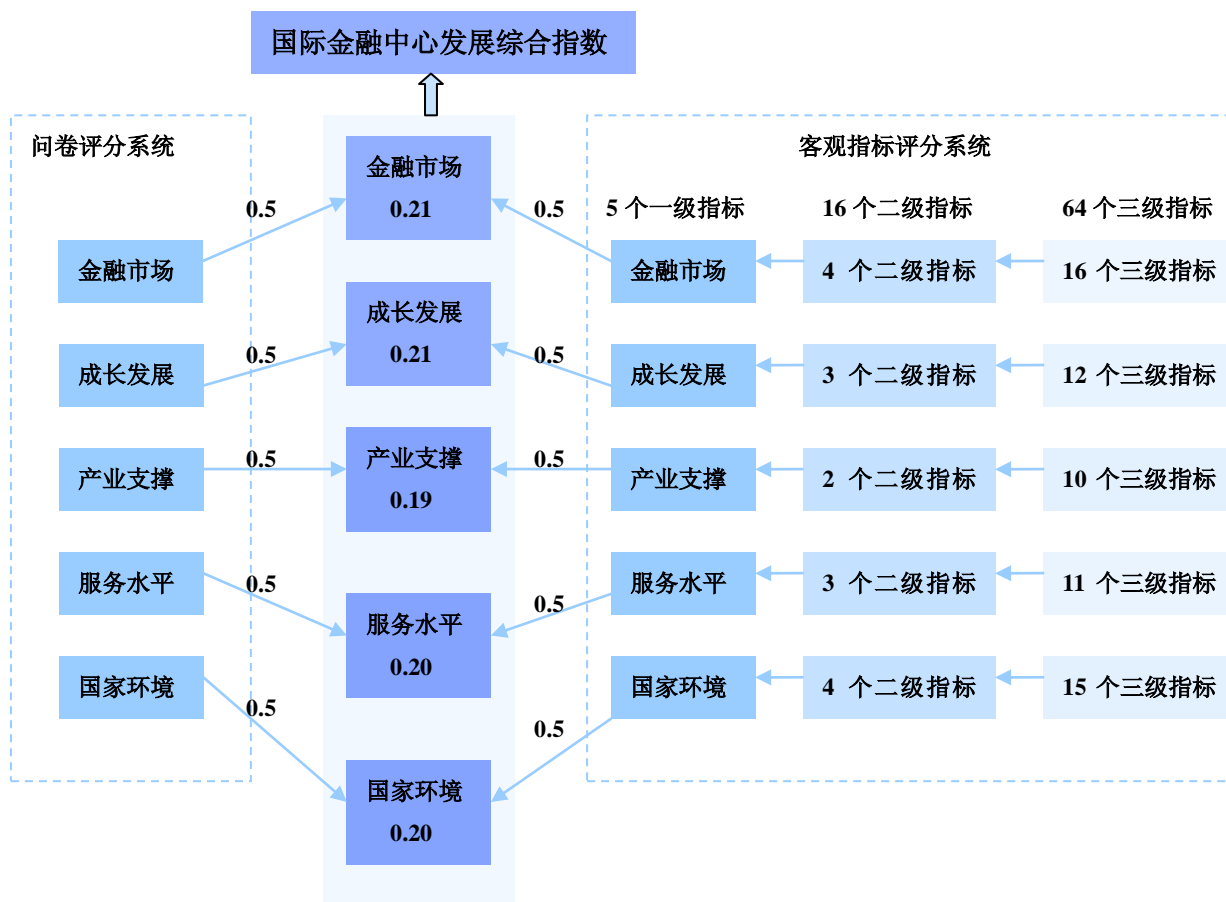 国际金融中心发展综合指数
问卷评分系统
金融市场
成长发展
产业支撑
服务水平
国家环境
0.5
0.5
0.5
0.5
0.5
金融市场
0.21
成长发展
0.21
产业支撑
0.19
服务水平
0.20
国家环境
0.20
0.5
0.5
0.5
0.5
0.5
客观指标评分系统
5 个一级指标 16 个二级指标 64 个三级指标
金融市场 4 个二级指标 16 个三级指标
成长发展 3 个二级指标 12 个三级指标
产业支撑 2 个二级指标 10 个三级指标
服务水平 3 个二级指标 11 个三级指标
国家环境 4 个二级指标 15 个三级指标